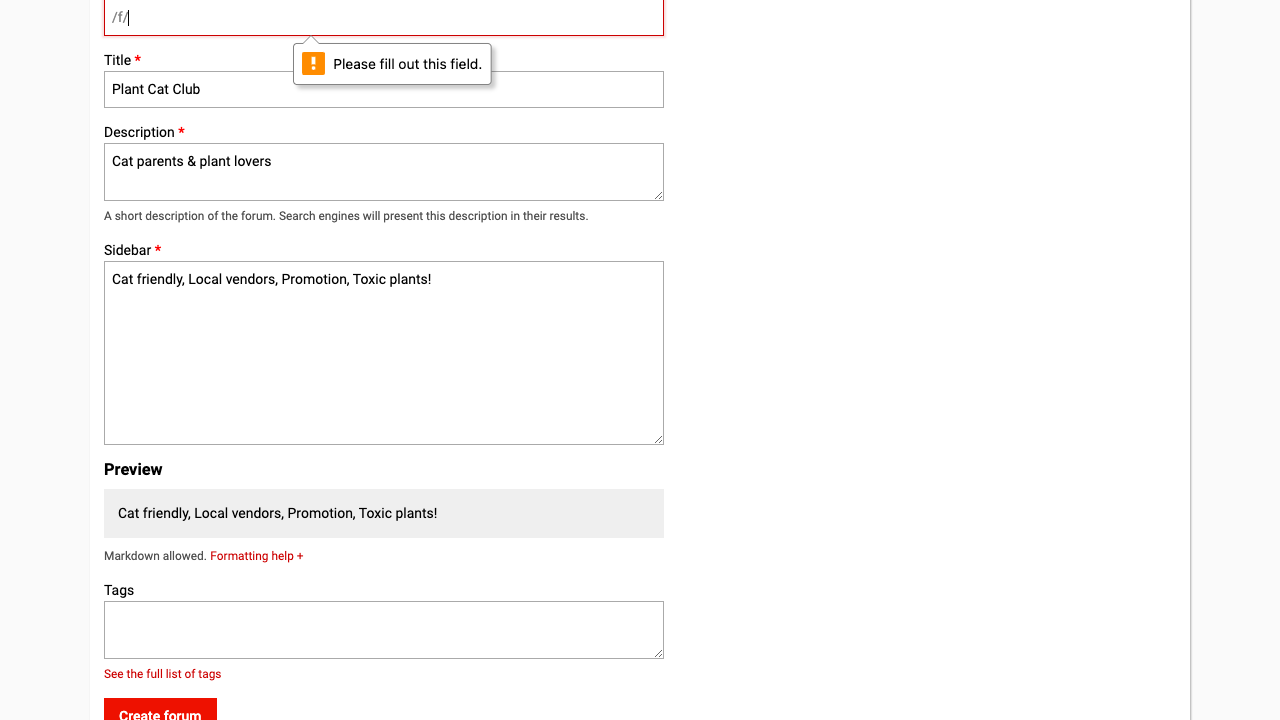 /f/
Please fill out this field.
Title *
Plant Cat Club
Description *
Cat parents & plant lovers
A short description of the forum. Search engines will present this description in their results.
Sidebar *
Cat friendly, Local vendors, Promotion, Toxic plants!
Preview
Cat friendly, Local vendors, Promotion, Toxic plants!
Markdown allowed. Formatting help +
Tags
See the full list of tags
Create forum